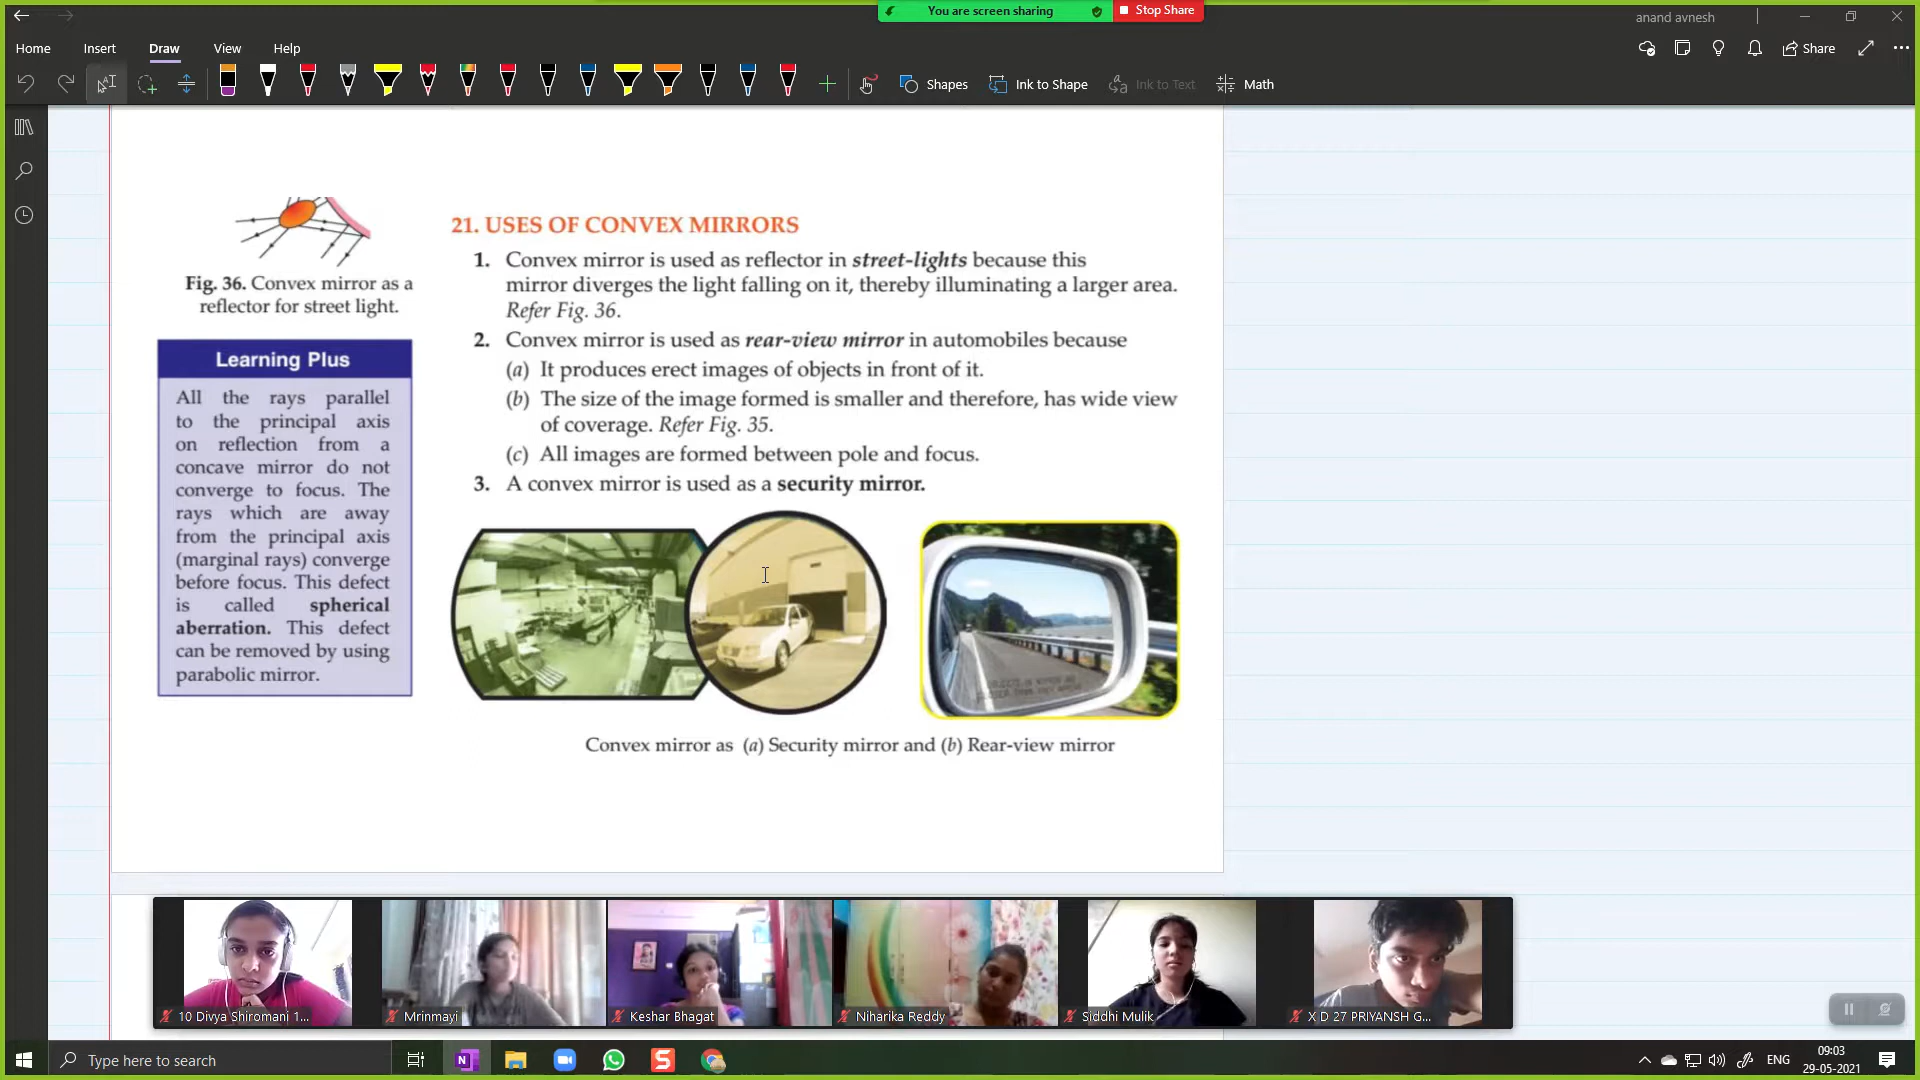 You are screen sharing
Stop Share
anand avnesh
Home
Insert
Draw
View
Help
Share
Shapes
Ink to Shape
Ink to Text
Math
Fig. 36. Convex mirror as a
reflector for street light.
Learning Plus
All the rays parallel
to the principal axis
on reflection from a
concave mirror do not
converge to focus. The
rays which are away
from the principal axis
(marginal rays) converge
before focus. This defect
is called spherical
aberration. This defect
can be removed by using
parabolic mirror.
21. USES OF CONVEX MIRRORS
1. Convex mirror is used as reflector in street-lights because this
mirror diverges the light falling on it, thereby illuminating a larger area.
Refer Fig. 36.
2. Convex mirror is used as rear-view mirror in automobiles because
(a) It produces erect images of objects in front of it.
(b) The size of the image formed is smaller and therefore, has wide view
of coverage. Refer Fig. 35.
(c) All images are formed between pole and focus.
3. A convex mirror is used as a security mirror.
Convex mirror as (a) Security mirror and (b) Rear-view mirror
10 Divya Shiromani 1...
Mrinmayi
Keshar Bhagat
Niharika Reddy
Siddhi Mulik
X D 27 PRIYANSH G...
Type here to search
N
S
ENG
09:03
29-05-2021